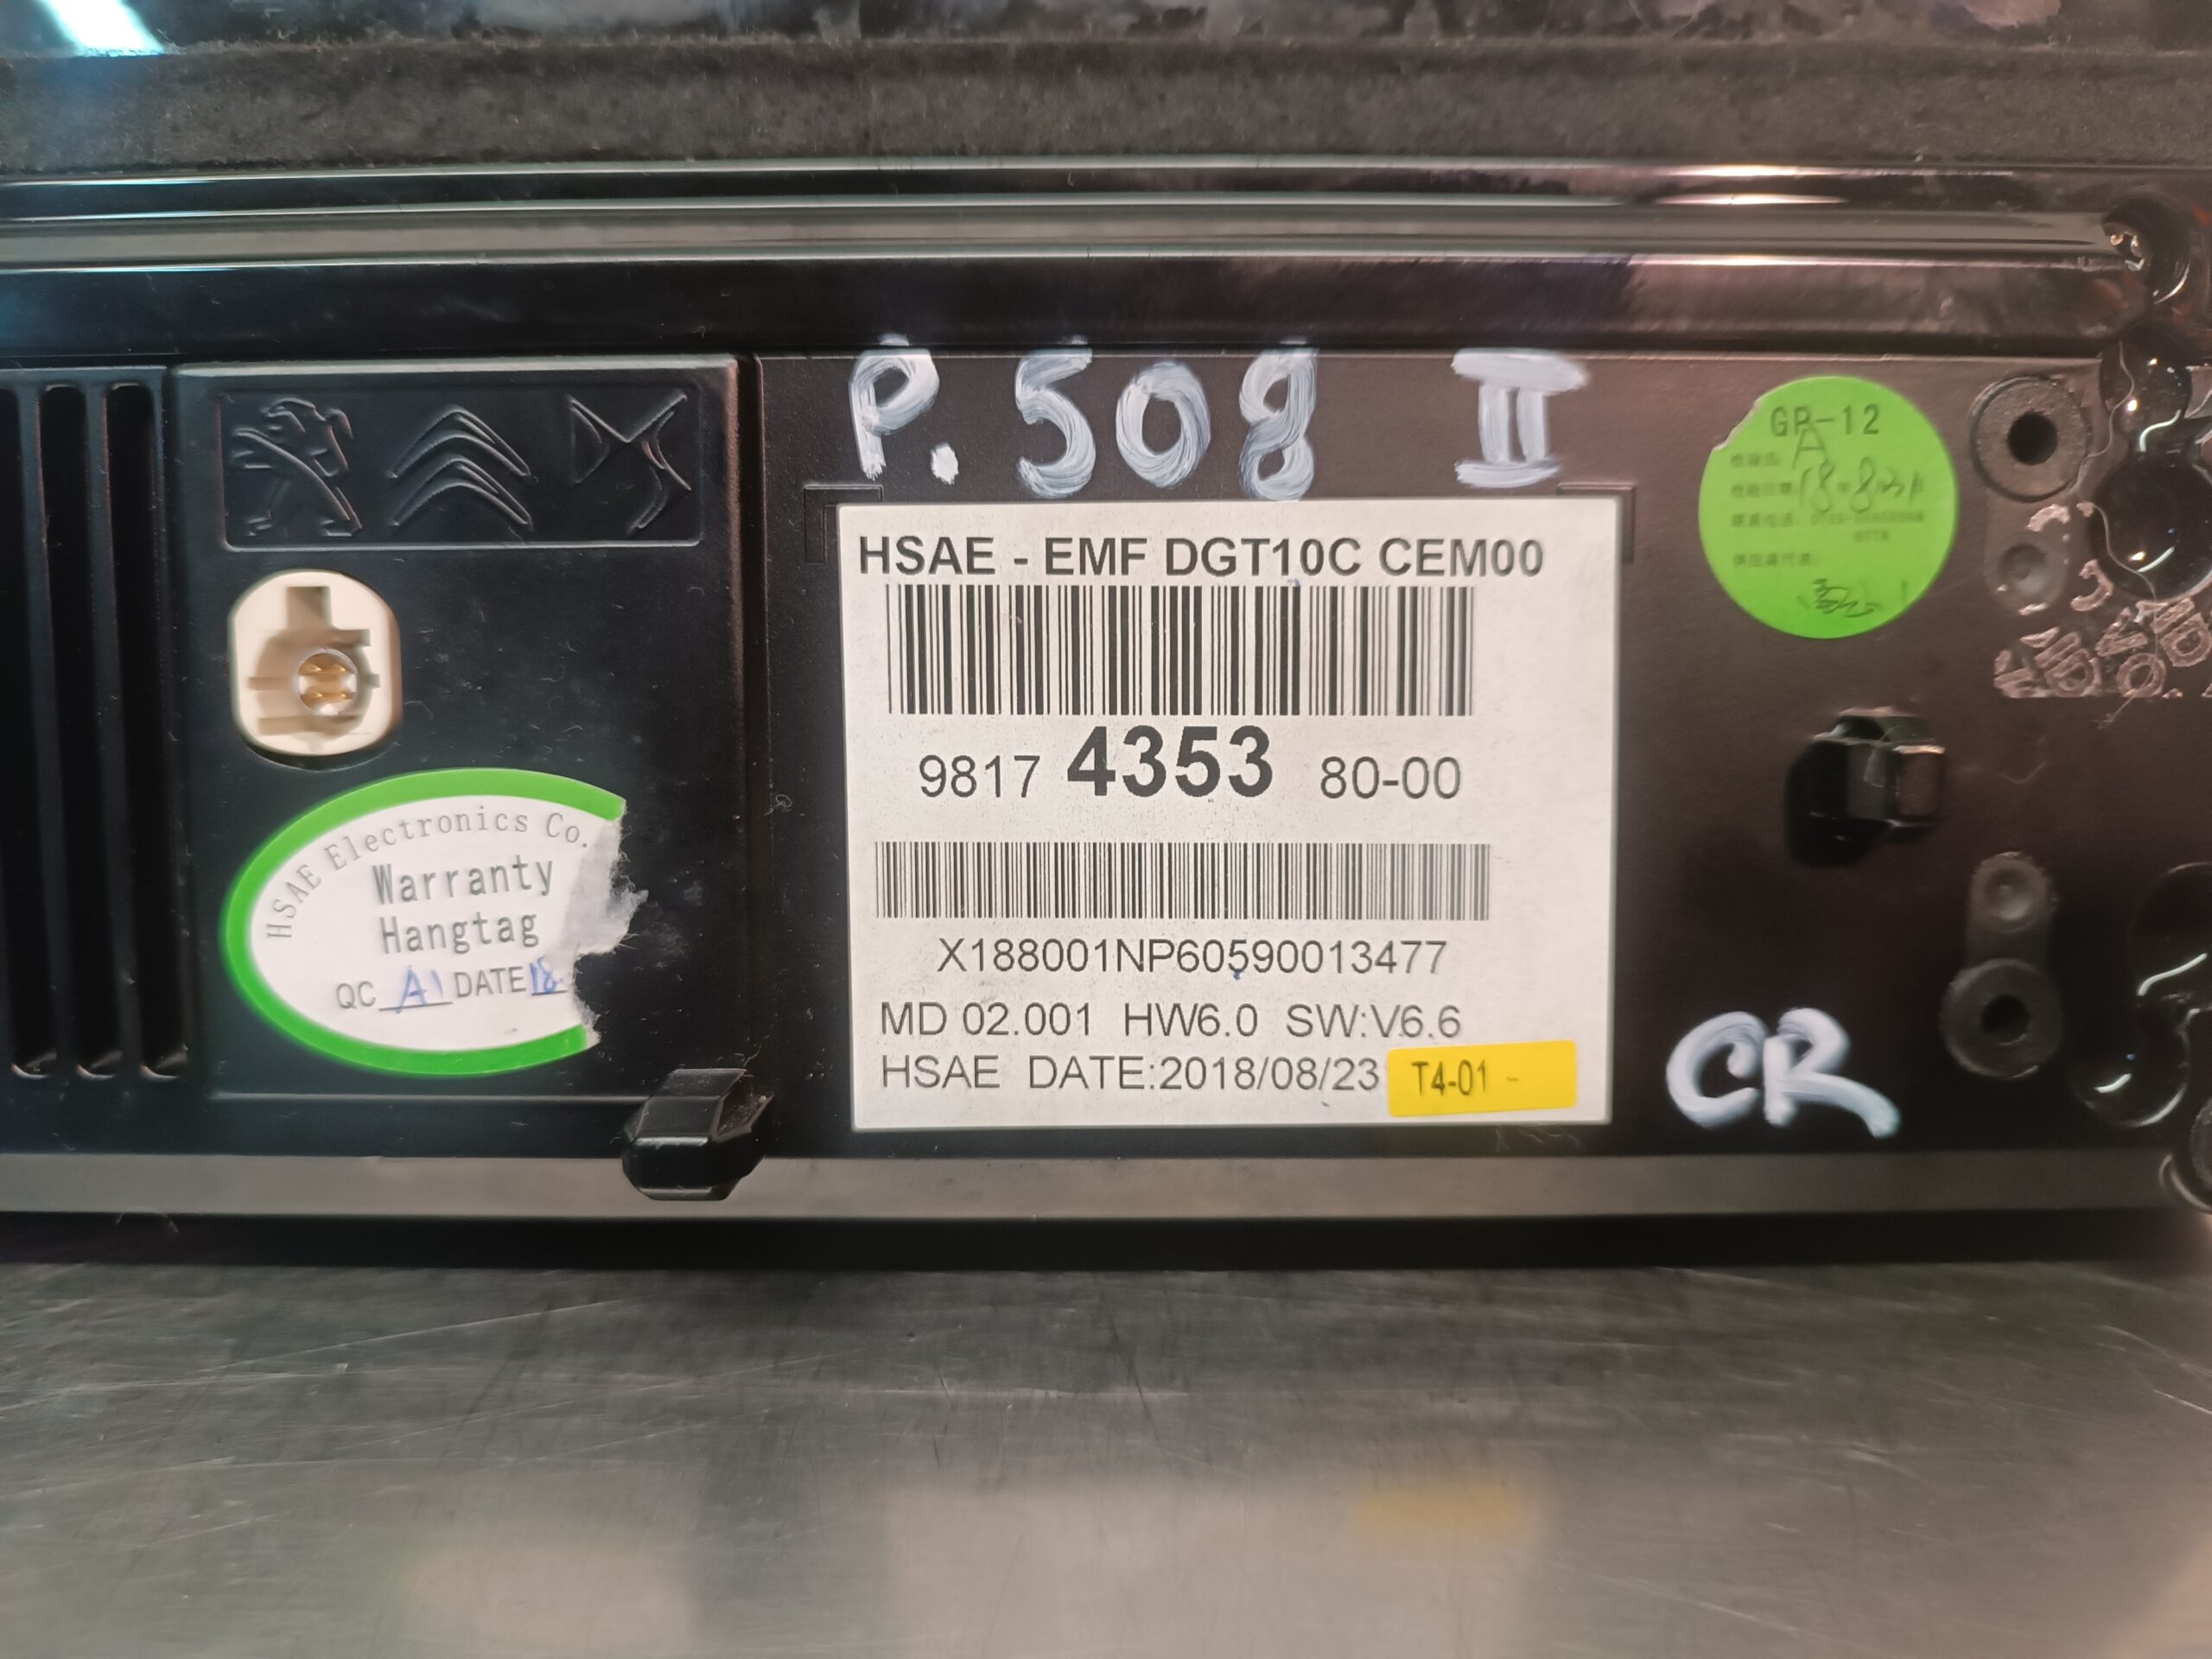 P. 508 II
GP-12
A
HSAE - EMF DGT10C CEM00
9817 4353 80-00
X188001NP60590013477
MD 02.001 HW6.0 SW:V6.6
HSAE DATE:2018/08/23
T4-01 -
HSAE Electronics Co.
Warranty
Hangtag
QC A1 DATE 18
CR